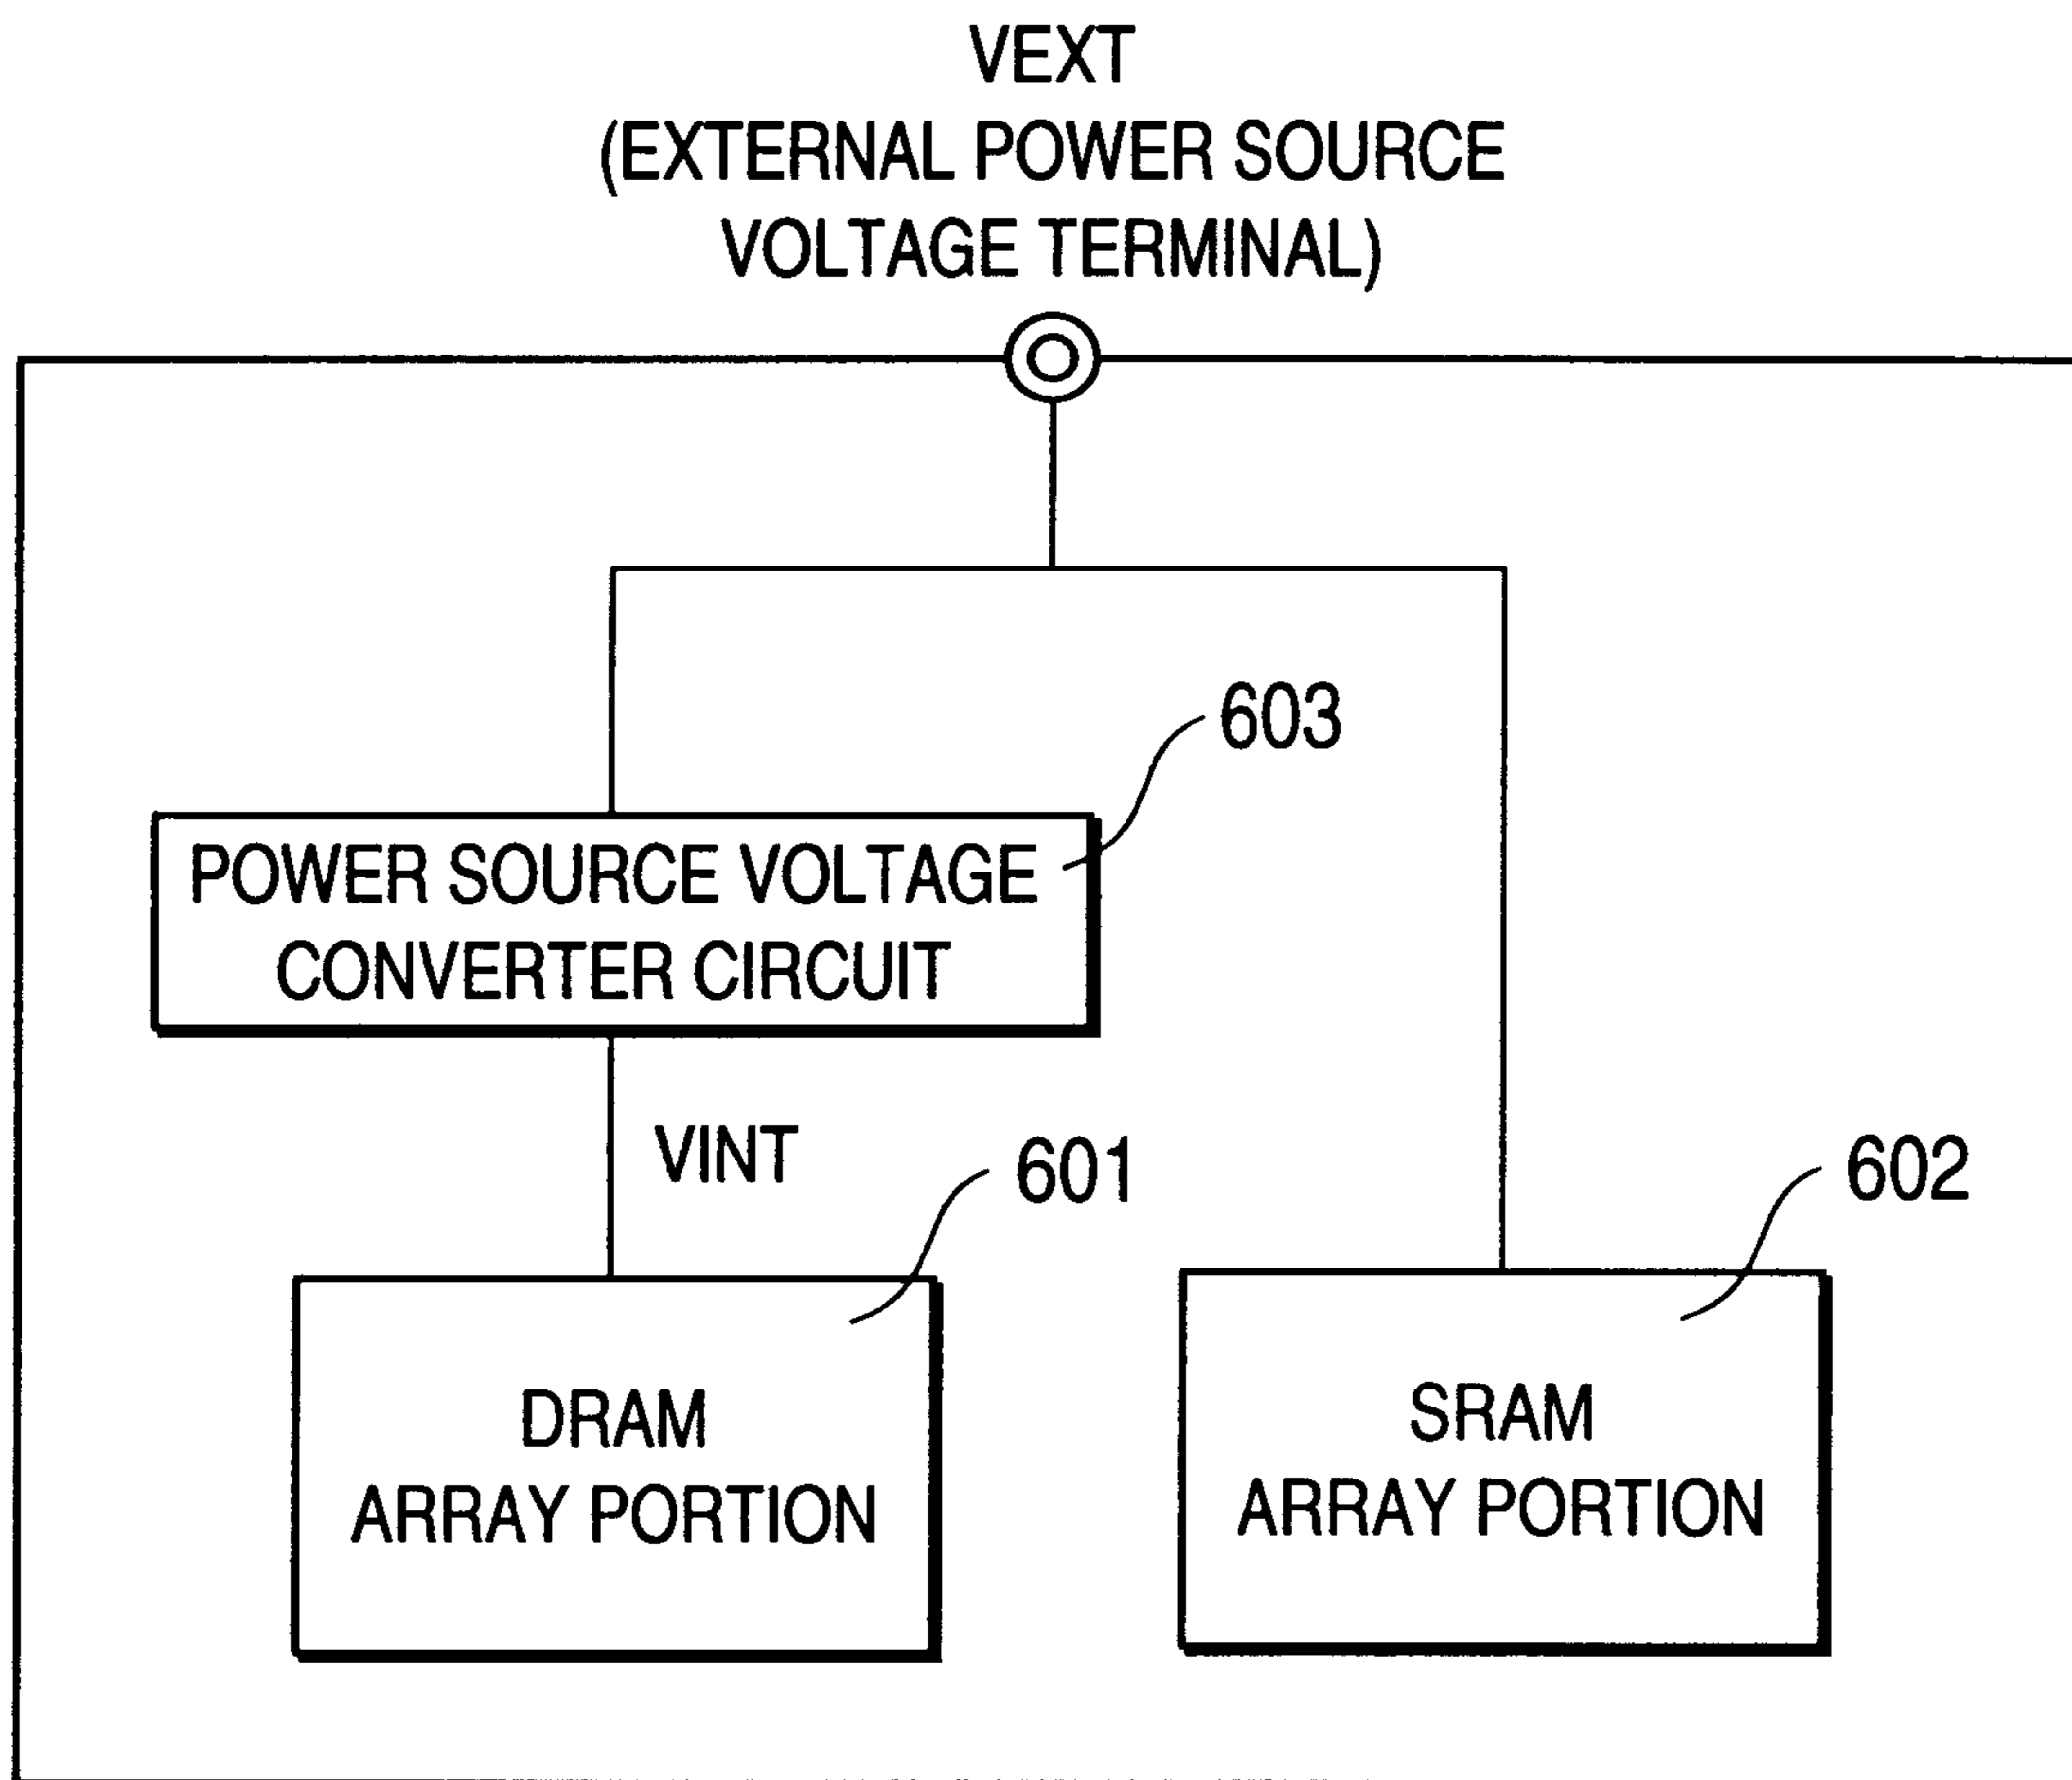 VEXT
(EXTERNAL POWER SOURCE
VOLTAGE TERMINAL)
603
POWER SOURCE VOLTAGE
CONVERTER CIRCUIT
VINT
601
602
DRAM
ARRAY PORTION
SRAM
ARRAY PORTION